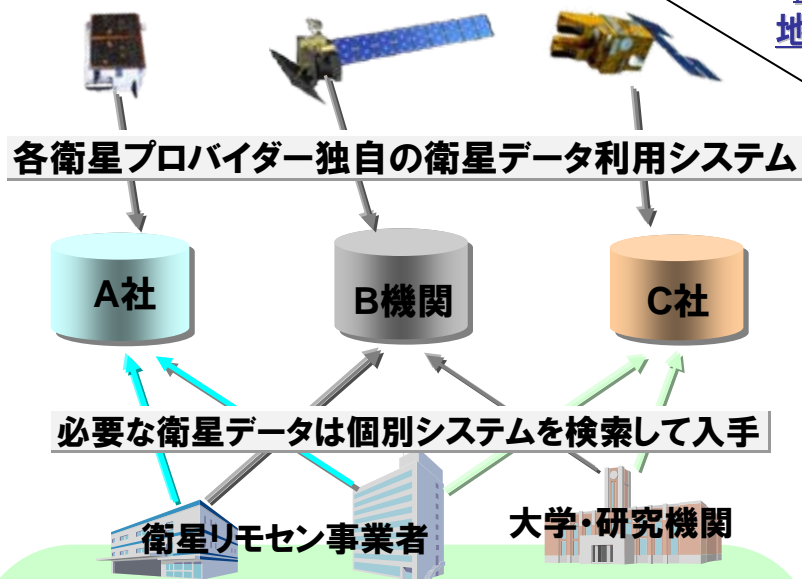 地
各衛星プロバイダー独自の衛星データ利用システム
A社
B機関
C社
必要な衛星データは個別システムを検索して入手
衛星リモセン事業者
大学・研究機関